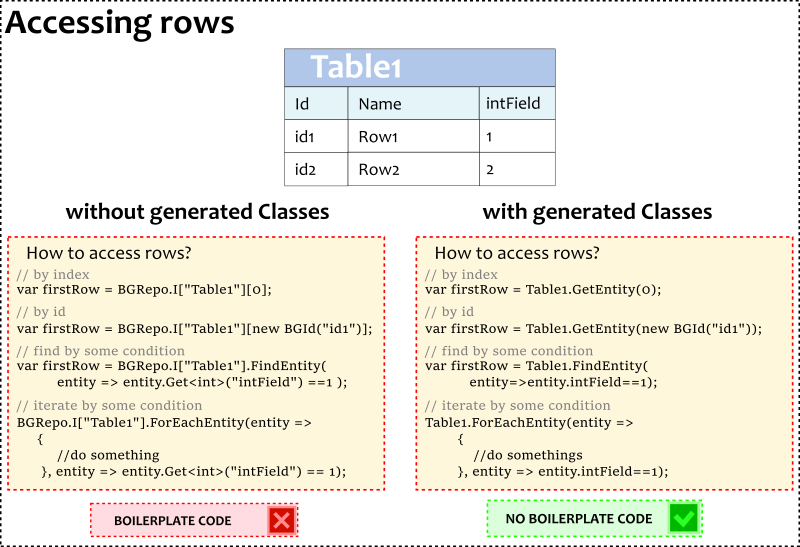 Accessing rows
Table1
Id Name intField
id1 Row1 1
id2 Row2 2
without generated Classes
How to access rows?
// by index
var firstRow = BGRepo.I["Table1"][0];
// by id
var firstRow = BGRepo.I["Table1"][new BGId("id1")];
// find by some condition
var firstRow = BGRepo.I["Table1"].FindEntity(
entity => entity.Get<int>("intField") ==1 );
// iterate by some condition
BGRepo.I["Table1"].ForEachEntity(entity =>
{
//do something
}, entity => entity.Get<int>("intField") == 1);
BOILERPLATE CODE
with generated Classes
How to access rows?
// by index
var firstRow = Table1.GetEntity(0);
// by id
var firstRow = Table1.GetEntity(new BGId("id1"));
// find by some condition
var firstRow = Table1.FindEntity(
entity=>entity.intField==1);
// iterate by some condition
Table1.ForEachEntity(entity =>
{
//do somethings
}, entity => entity.intField==1);
NO BOILERPLATE CODE